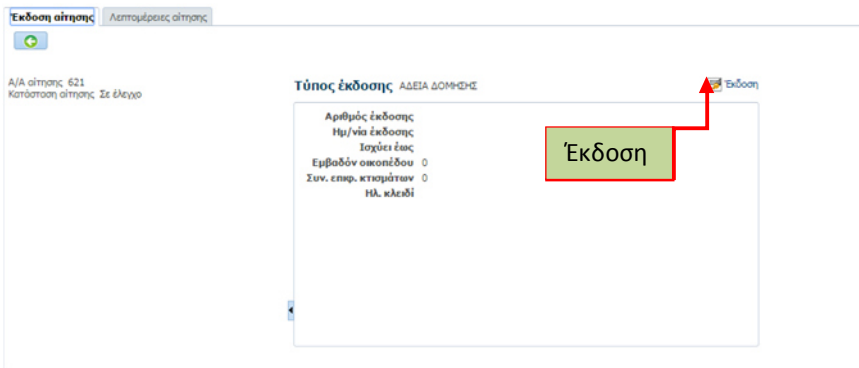 Έκδοση αίτησης Λεπτομέρειες αίτησης
Α/Α αίτησης 621
Κατάσταση αίτησης Σε έλεγχο
Τύπος έκδοσης ΑΔΕΙΑ ΔΟΜΗΣΗΣ
Έκδοση
Αριθμός έκδοσης
Ημ/νία έκδοσης
Ισχύει έως
Εμβαδόν οικοπέδου 0
Συν. επιφ. κτισμάτων 0
Ηλ. κλειδί
Έκδοση